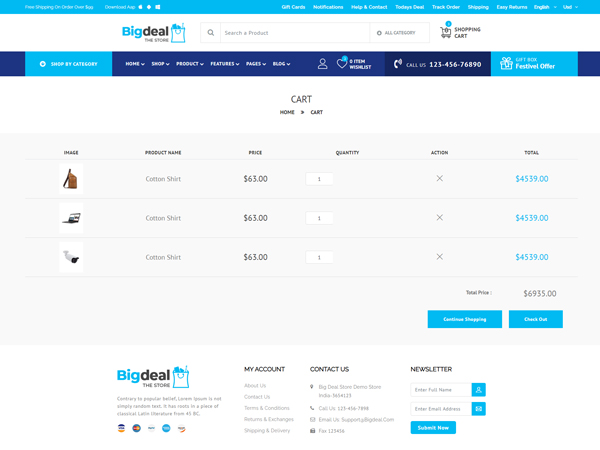 Free Shipping On Order Over $99 Download App Gift Cards Notifications Help & Contact Todays Deal Track Order Shipping Easy Returns English Usd
Bigdeal
THE STORE
Search a Product
ALL CATEGORY
0
SHOPPING
CART
SHOP BY CATEGORY
HOME SHOP PRODUCT FEATURES PAGES BLOG
0 ITEM
WISHLIST
CALL US 123-456-76890
GIFT BOX
Festivel Offer
CART
HOME » CART
IMAGE PRODUCT NAME PRICE QUANTITY ACTION TOTAL
Cotton Shirt $63.00 1 $4539.00
Cotton Shirt $63.00 1 $4539.00
Cotton Shirt $63.00 1 $4539.00
Total Price : $6935.00
Continue Shopping Check Out
Bigdeal
THE STORE
Contrary to popular belief, Lorem Ipsum is not
simply random text. It has roots in a piece of
classical Latin literature from 45 BC,
MY ACCOUNT
About Us
Contact Us
Terms & Conditions
Returns & Exchanges
Shipping & Delivery
CONTACT US
Big Deal Store Demo Store
India-3654123
Call Us: 123-456-7898
Email Us: Support@Bigdeal.Com
Fax 123456
NEWSLETTER
Enter Full Name
Enter Email Address
Submit Now